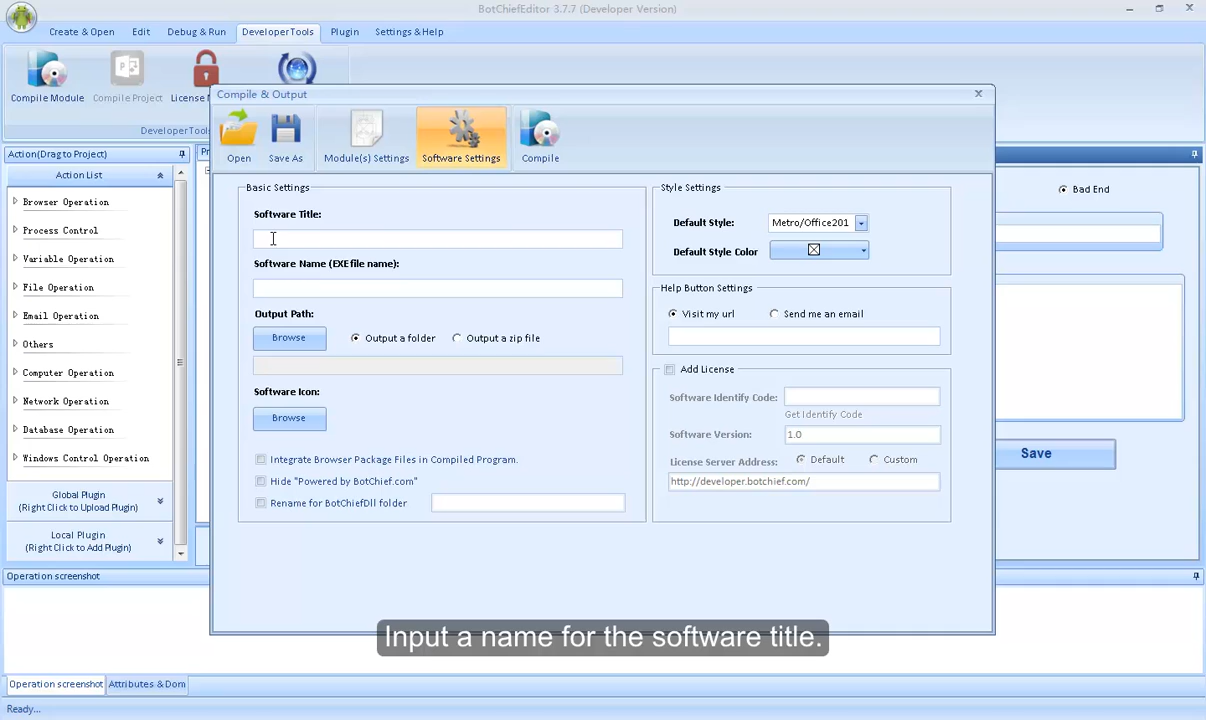 BotChiefEditor 3.7.7 (Developer Version)
Create & Open Edit Debug & Run DeveloperTools Plugin Settings & Help
Compile Module Compile Project License
DeveloperTools
Compile & Output
Open Save As Module(s) Settings Software Settings Compile
Action(Drag to Project)
Action List
Browser Operation
Process Control
Variable Operation
File Operation
Email Operation
Others
Computer Operation
Network Operation
Database Operation
Windows Control Operation
Global Plugin
(Right Click to Upload Plugin)
Local Plugin
(Right Click to Add Plugin)
Basic Settings
Software Title:
Software Name (EXE file name):
Output Path:
Browse Output a folder Output a zip file
Software Icon:
Browse
Integrate Browser Package Files in Compiled Program.
Hide "Powered by BotChief.com"
Rename for BotChiefDll folder
Style Settings
Default Style: Metro/Office201
Default Style Color
Help Button Settings
Visit my url Send me an email
Add License
Software Identify Code:
Get Identify Code
Software Version: 1.0
License Server Address: Default Custom
http://developer.botchief.com/
Bad End
Save
Operation screenshot
Input a name for the software title.
Operation screenshot Attributes & Dom
Ready...